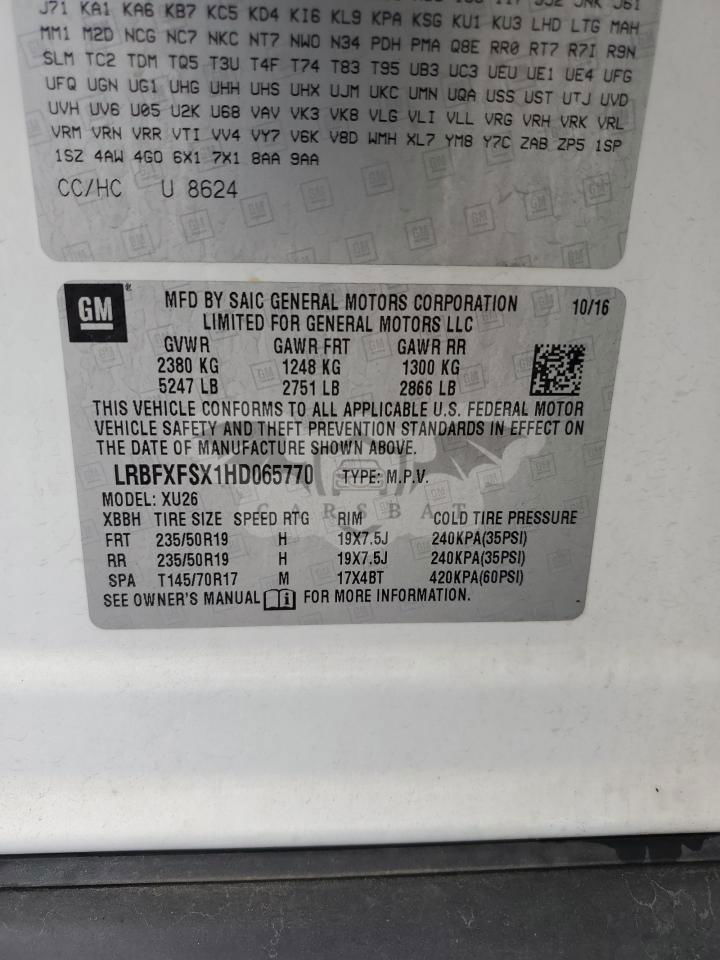 J71 KA1 KA6 KB7 KC5 KD4 KI6 KL9 KPA KSG KU1 KU3 LHD LTG MAH
MM1 M2D NCG NC7 NKC NT7 NWO N34 PDH PMA Q8E RR0 RT7 R7I R9N
SLM TC2 TDM TQ5 T3U T4F T74 T83 T95 UB3 UC3 UEU UE1 UE4 UFG
UFQ UGN UG1 UHG UHH UHS UHX UJM UKC UMN UQA USS UST UTJ UVD
UVH UV6 U05 U2K U68 VAV VK3 VK8 VLG VLI VLL VRG VRH VRK VRL
VRM VRN VRR VTI VV4 VY7 V6K V8D WMH XL7 YM8 Y7C ZAB ZP5 1SP
1SZ 4AW 4GO 6X1 7X1 8AA 9AA
CC/HC U 8624
GM
MFD BY SAIC GENERAL MOTORS CORPORATION 10/16
LIMITED FOR GENERAL MOTORS LLC
GVWR GAWR FRT GAWR RR
2380 KG 1248 KG 1300 KG
5247 LB 2751 LB 2866 LB
THIS VEHICLE CONFORMS TO ALL APPLICABLE U.S. FEDERAL MOTOR
VEHICLE SAFETY AND THEFT PREVENTION STANDARDS IN EFFECT ON
THE DATE OF MANUFACTURE SHOWN ABOVE.
LRBFXFSX1HD065770 TYPE: M.P.V.
MODEL: XU26
CARSBAT
XBBH TIRE SIZE SPEED RTG RIM COLD TIRE PRESSURE
FRT 235/50R19 H 19X7.5J 240KPA(35PSI)
RR 235/50R19 H 19X7.5J 240KPA(35PSI)
SPA T145/70R17 M 17X4BT 420KPA(60PSI)
SEE OWNER'S MANUAL FOR MORE INFORMATION.